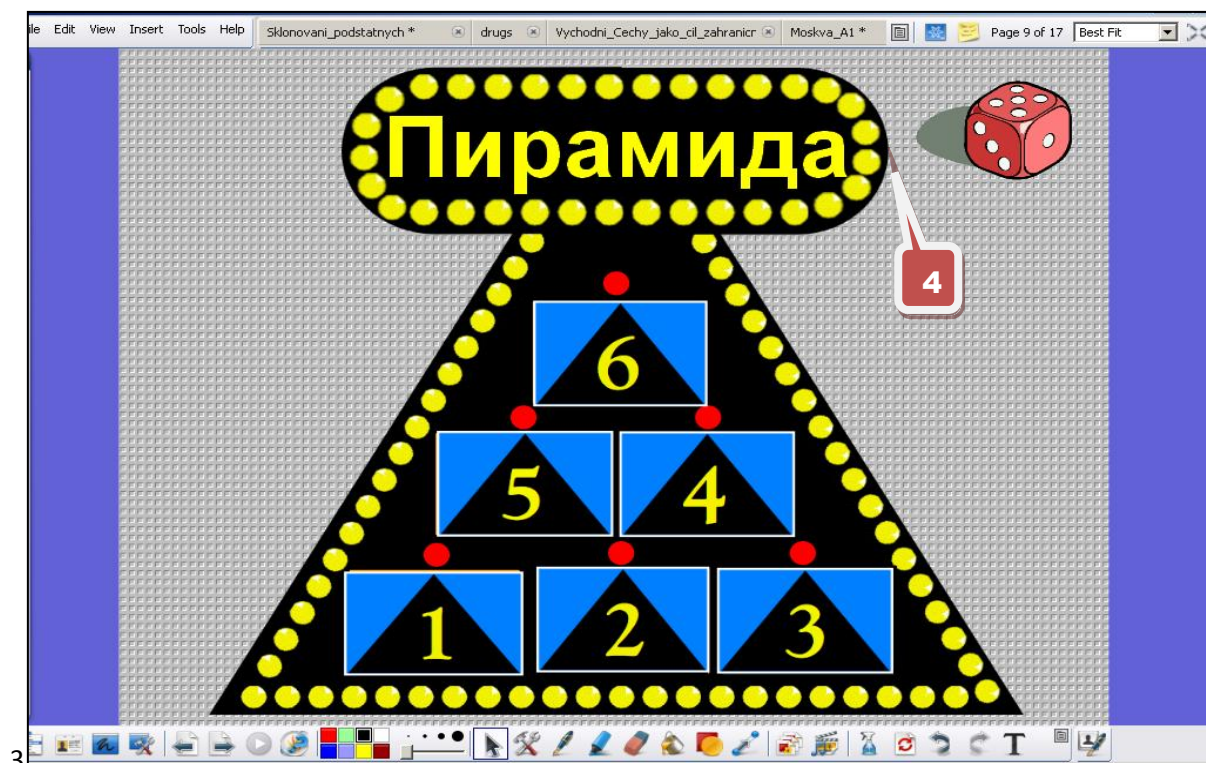 ile Edit View Insert Tools Help Sklonovani_podstatnych * drugs Vychodni_Cechy_jako_cil_zahranicr Moskva_A1 * Page 9 of 17 Best Fit
Пирамида
4
6
5 4
1 2 3
T
3